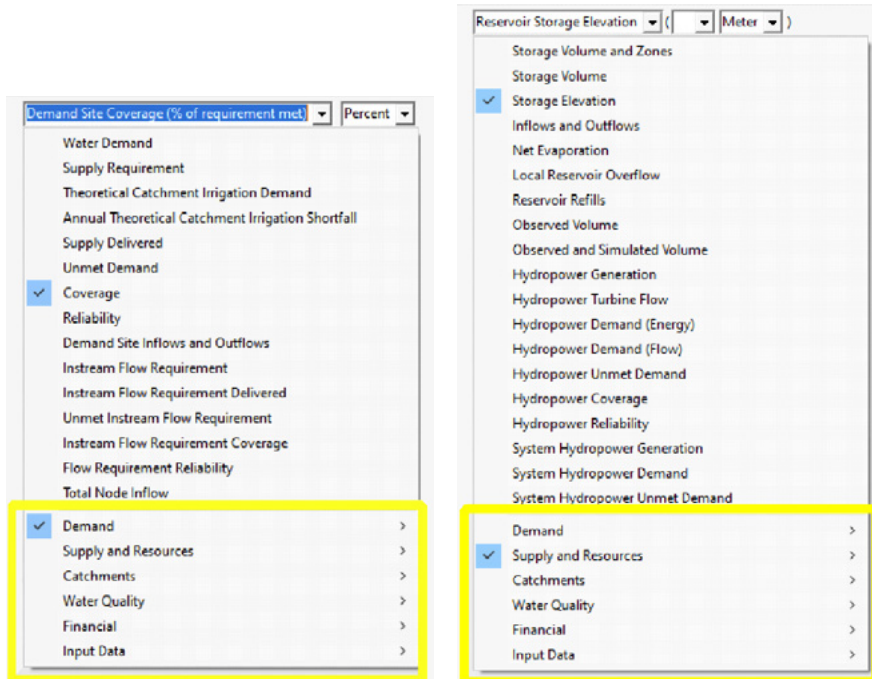 Demand Site Coverage (% of requirement met) Percent
Water Demand
Supply Requirement
Theoretical Catchment Irrigation Demand
Annual Theoretical Catchment Irrigation Shortfall
Supply Delivered
Unmet Demand
Coverage
Reliability
Demand Site Inflows and Outflows
Instream Flow Requirement
Instream Flow Requirement Delivered
Unmet Instream Flow Requirement
Instream Flow Requirement Coverage
Flow Requirement Reliability
Total Node Inflow
Demand
Supply and Resources
Catchments
Water Quality
Financial
Input Data
Reservoir Storage Elevation ( Meter )
Storage Volume and Zones
Storage Volume
Storage Elevation
Inflows and Outflows
Net Evaporation
Local Reservoir Overflow
Reservoir Refills
Observed Volume
Observed and Simulated Volume
Hydropower Generation
Hydropower Turbine Flow
Hydropower Demand (Energy)
Hydropower Demand (Flow)
Hydropower Unmet Demand
Hydropower Coverage
Hydropower Reliability
System Hydropower Generation
System Hydropower Demand
System Hydropower Unmet Demand
Demand
Supply and Resources
Catchments
Water Quality
Financial
Input Data